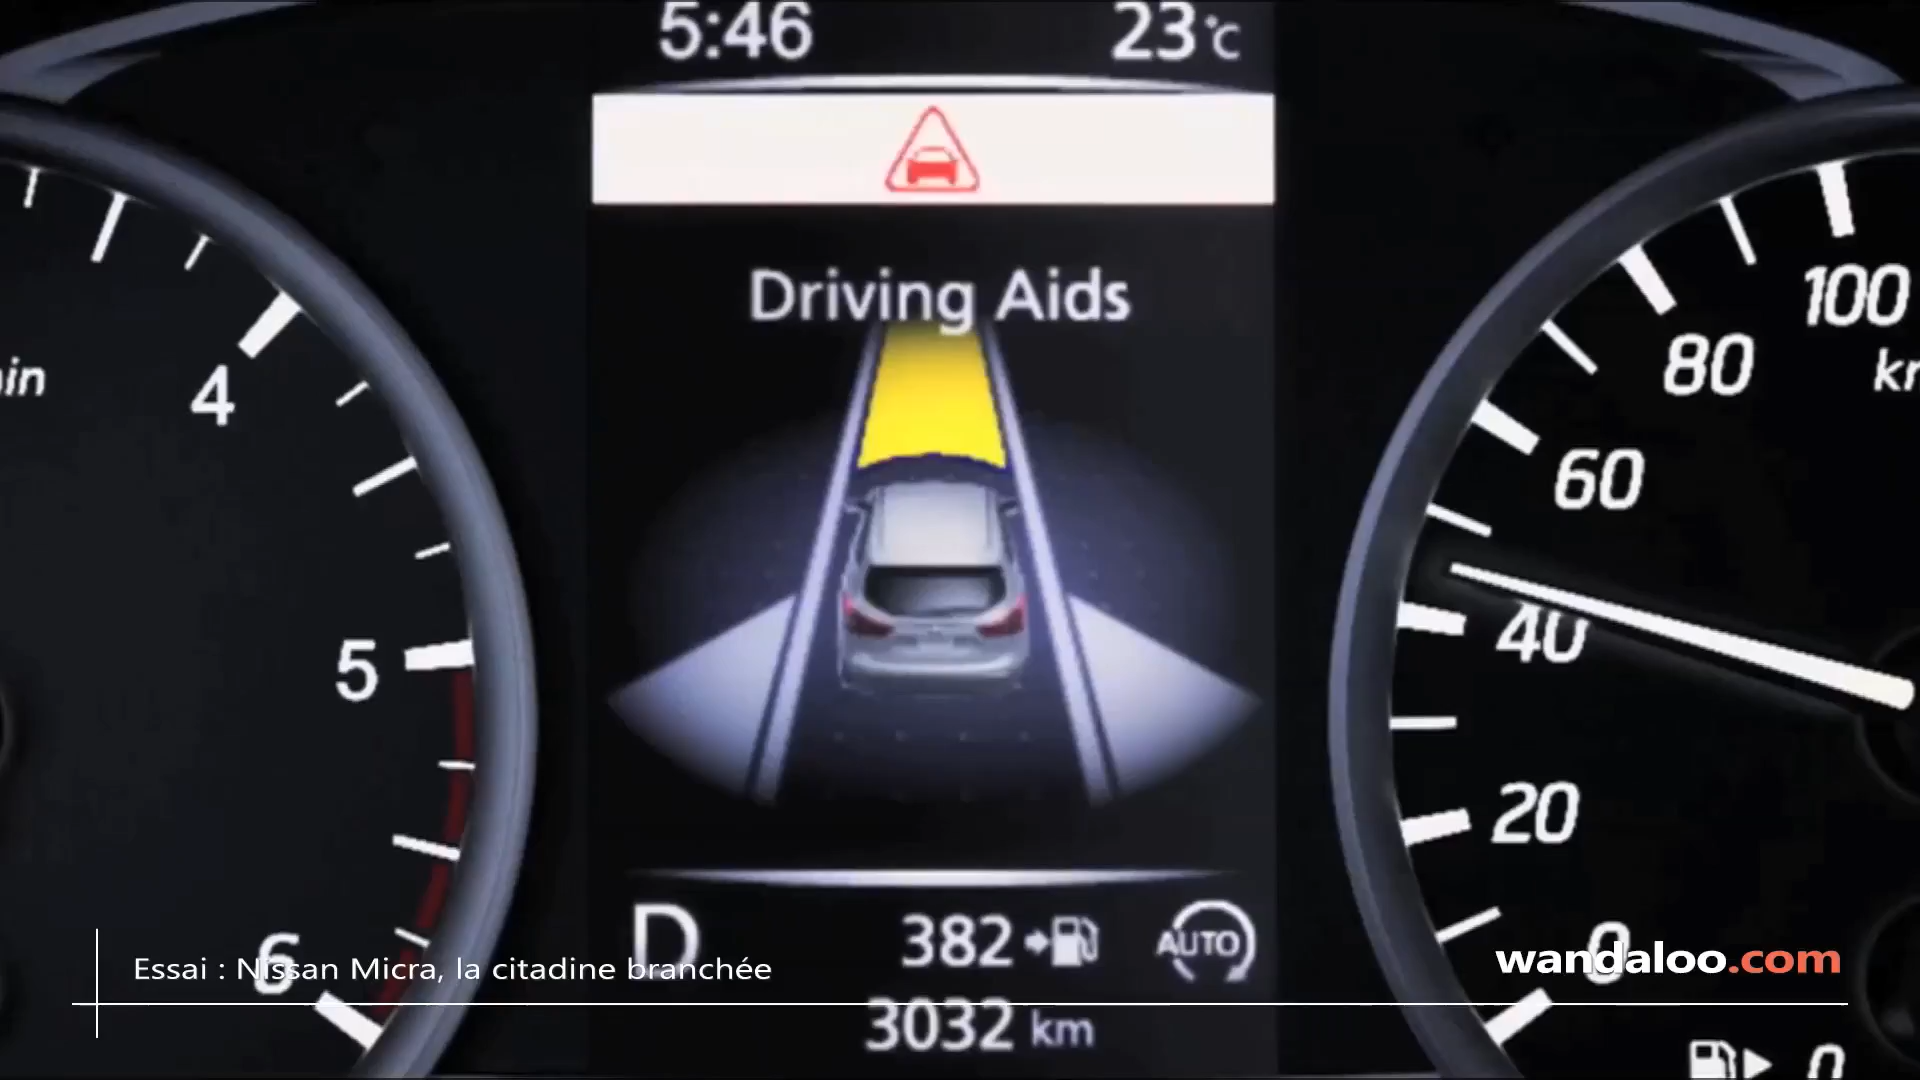 5:46 23°C
Driving Aids
4
5
6
100
80
60
40
20
0
D 382 AUTO
3032 km
0
Essai : Nissan Micra, la citadine branchée
wandaloo.com